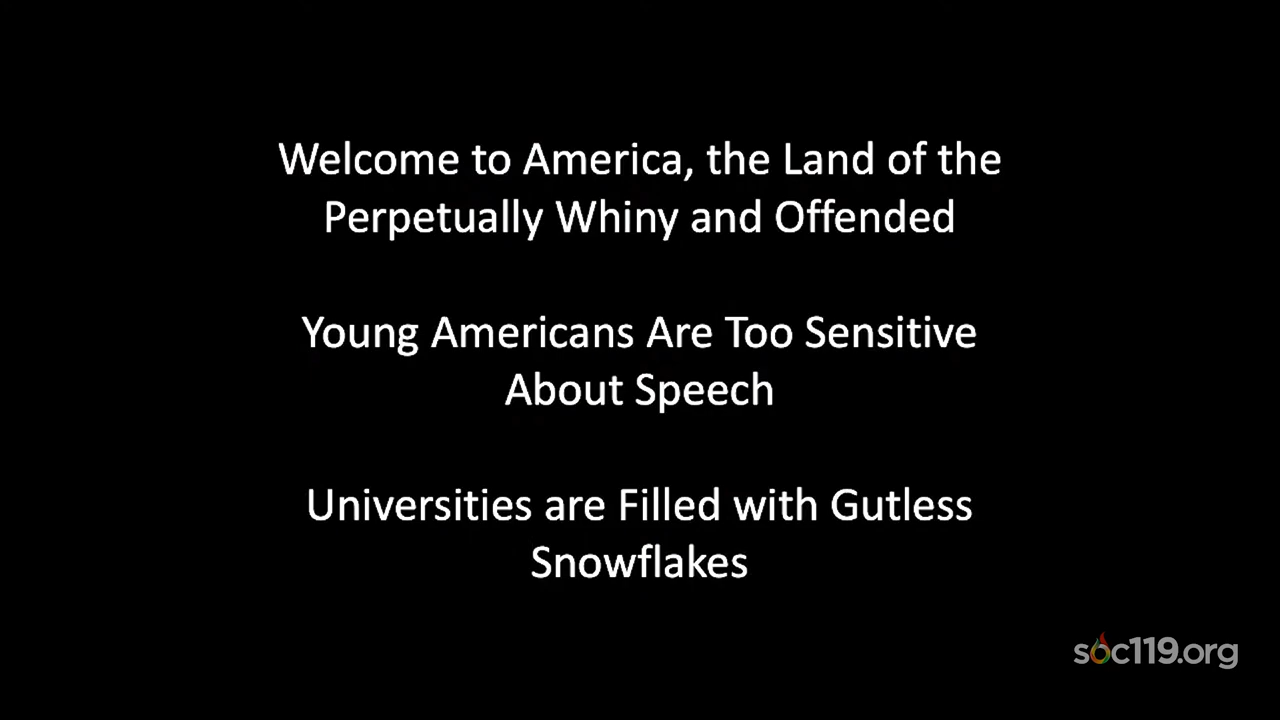 Welcome to America, the Land of the
Perpetually Whiny and Offended
Young Americans Are Too Sensitive
About Speech
Universities are Filled with Gutless
Snowflakes
soc119.org